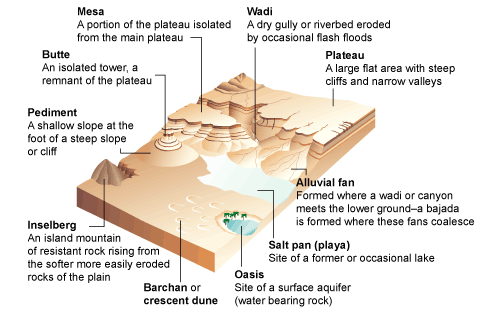 Mesa
A portion of the plateau isolated
from the main plateau
Wadi
A dry gully or riverbed eroded
by occasional flash floods
Butte
An isolated tower, a
remnant of the plateau
Plateau
A large flat area with steep
cliffs and narrow valleys
Pediment
A shallow slope at the
foot of a steep slope
or cliff
Alluvial fan
Formed where a wadi or canyon
meets the lower ground–a bajada
is formed where these fans coalesce
Inselberg
An island mountain
of resistant rock rising from
the softer more easily eroded
rocks of the plain
Salt pan (playa)
Site of a former or occasional lake
Barchan or
crescent dune
Oasis
Site of a surface aquifer
(water bearing rock)